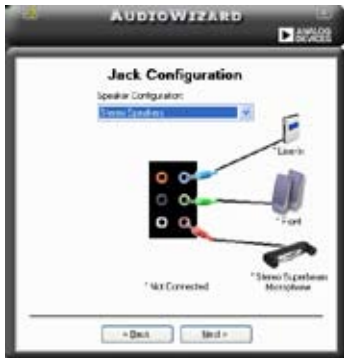 AUDIOWIZARD
ANALOG
DEVICES
Jack Configuration
Speaker Configuration:
Stereo Speakers
* Line-In
* Front
* Not Connected
* Stereo Superbeam
Microphone
< Back
Next >